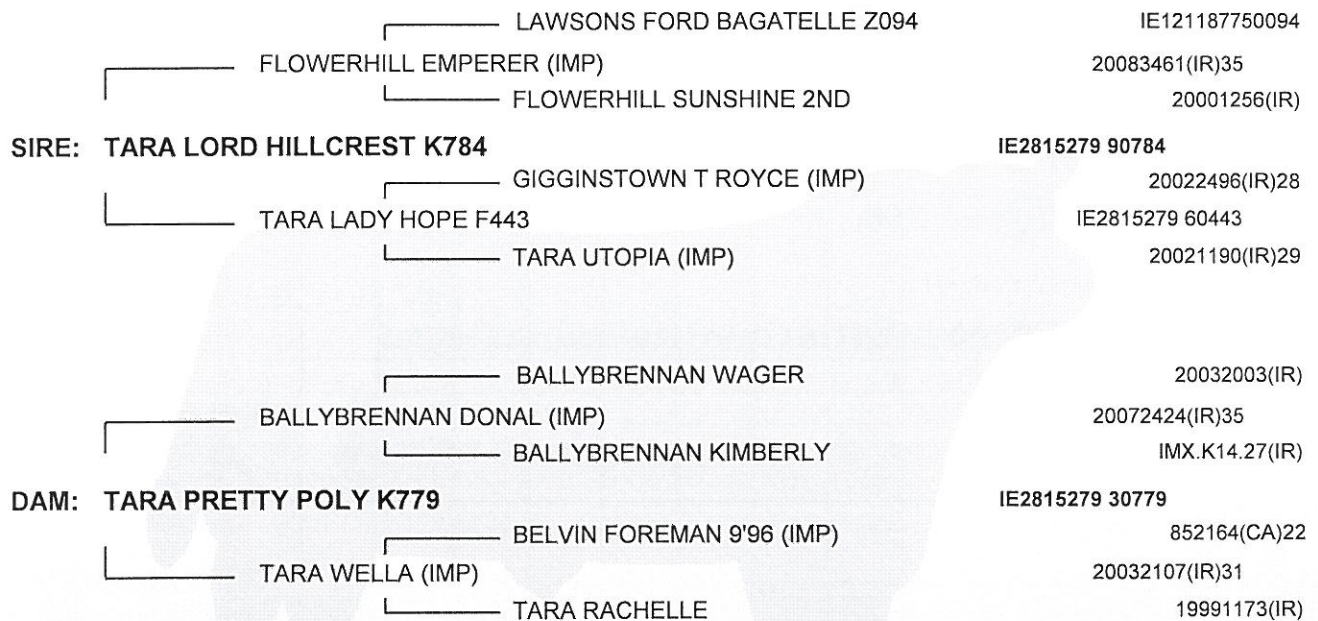 LAWSONS FORD BAGATELLE Z094 IE121187750094
FLOWERHILL EMPERER (IMP) 20083461(IR)35
FLOWERHILL SUNSHINE 2ND 20001256(IR)
SIRE: TARA LORD HILLCREST K784 IE2815279 90784
GIGGINSTOWN T ROYCE (IMP) 20022496(IR)28
TARA LADY HOPE F443 IE2815279 60443
TARA UTOPIA (IMP) 20021190(IR)29
BALLYBRENNAN WAGER 20032003(IR)
BALLYBRENNAN DONAL (IMP) 20072424(IR)35
BALLYBRENNAN KIMBERLY IMX.K14.27(IR)
DAM: TARA PRETTY POLY K779 IE2815279 30779
BELVIN FOREMAN 9'96 (IMP) 852164(CA)22
TARA WELLA (IMP) 20032107(IR)31
TARA RACHELLE 19991173(IR)